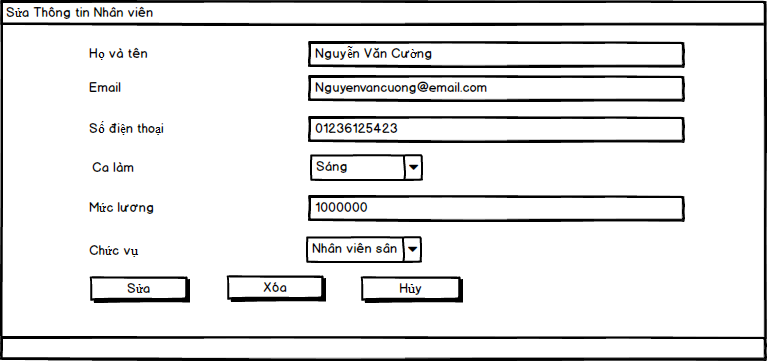 Sửa Thông tin Nhân viên
Họ và tên Nguyễn Văn Cường
Email Nguyenvancuong@email.com
Số điện thoại 01236125423
Ca làm Sáng
Mức lương 1000000
Chức vụ Nhân viên sân
Sửa Xóa Hủy